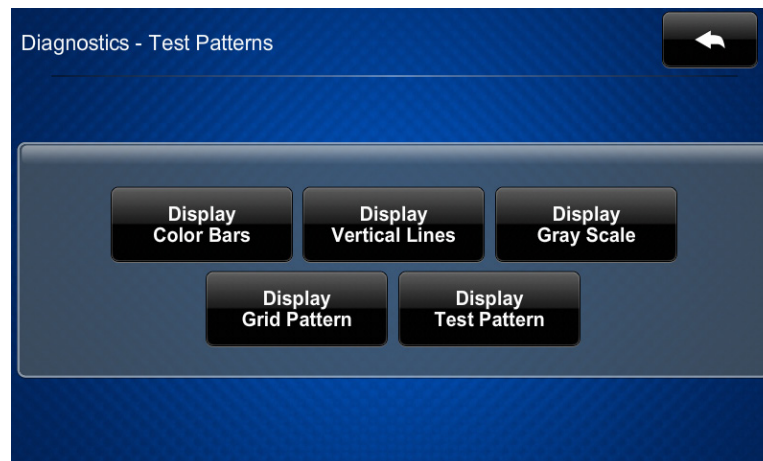 Diagnostics - Test Patterns
Display
Color Bars
Display
Vertical Lines
Display
Gray Scale
Display
Grid Pattern
Display
Test Pattern